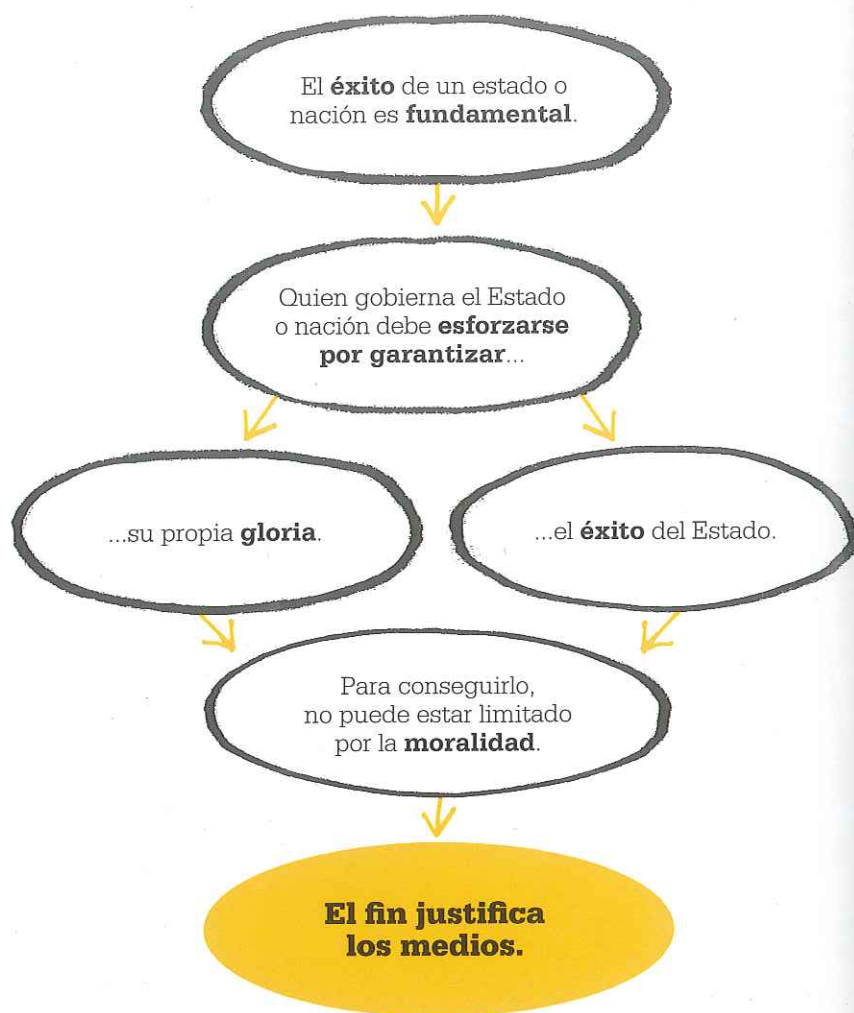 El éxito de un estado o
nación es fundamental.
Quien gobierna el Estado
o nación debe esforzarse
por garantizar...
...su propia gloria.
...el éxito del Estado.
Para conseguirlo,
no puede estar limitado
por la moralidad.
El fin justifica
los medios.